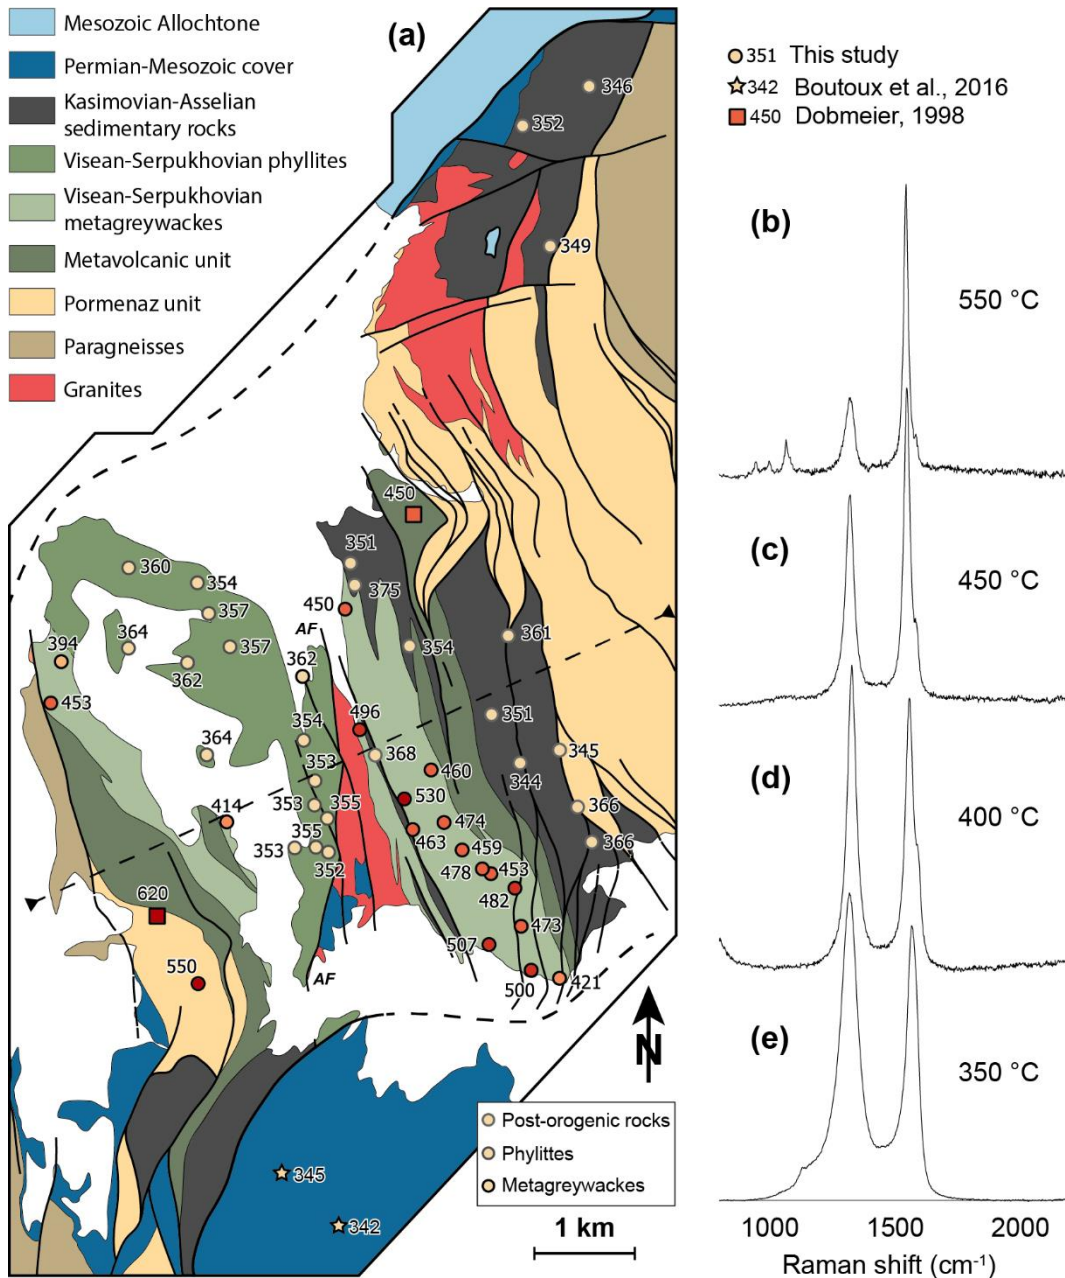 Mesozoic Allochtone
Permian-Mesozoic cover
Kasimovian-Asselian
sedimentary rocks
Visean-Serpukhovian phyllites
Visean-Serpukhovian
metagreywackes
Metavolcanic unit
Pormenaz unit
Paragneisses
Granites
(a)
346
352
349
450
351
375
450
354
361
360
354
357
357
364
362
394
453
364
414
AF
362
354
353
353
355
355
353
352
AF
496
368
460
530
474
463
459
478
453
482
473
507
500
421
351
344
345
366
366
620
550
345
342
N
Post-orogenic rocks
Phylittes
Metagreywackes
1 km
351 This study
342 Boutoux et al., 2016
450 Dobmeier, 1998
(b)
550 °C
(c)
450 °C
(d)
400 °C
(e)
350 °C
1000 1500 2000
Raman shift (cm⁻¹)